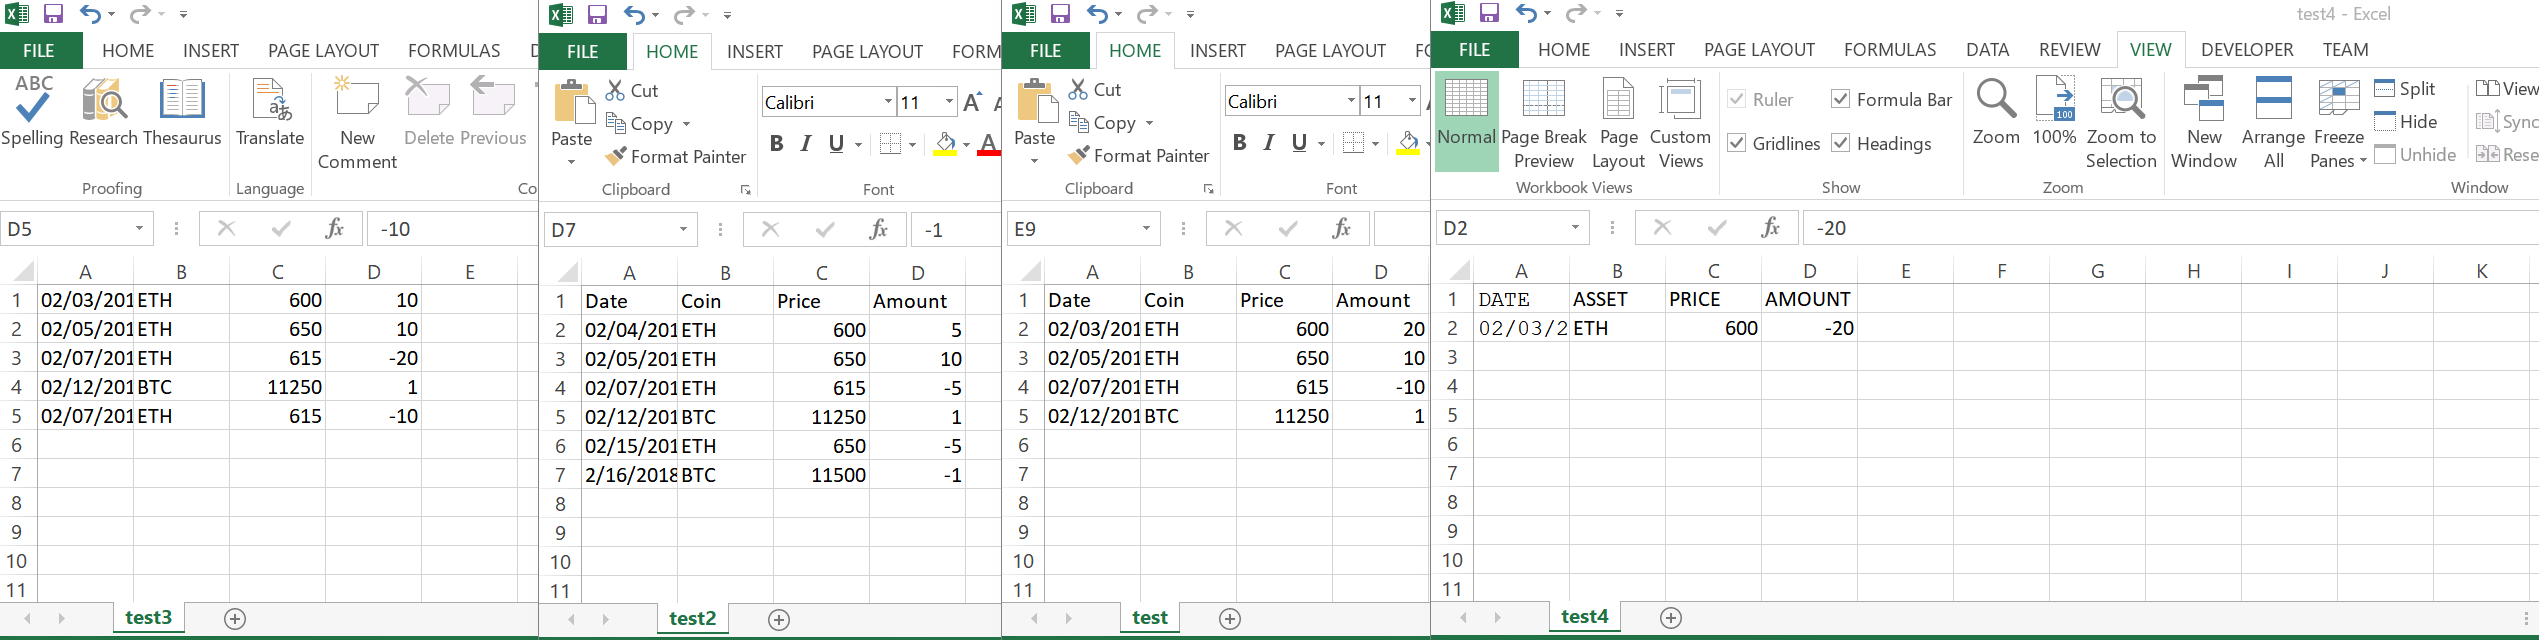 FILE HOME INSERT PAGE LAYOUT FORMULAS
ABC
Spelling Research Thesaurus Translate New Comment Delete Previous
Proofing Language Co
D5 fx -10
A B C D E
1 02/03/201 ETH 600 10
2 02/05/201 ETH 650 10
3 02/07/201 ETH 615 -20
4 02/12/201 BTC 11250 1
5 02/07/201 ETH 615 -10
6
7
8
9
10
11
test3
FILE HOME INSERT PAGE LAYOUT FORM
Paste Cut
Copy
Format Painter
Calibri 11 A
B I U A
Clipboard Font
D7 fx -1
A B C D
1 Date Coin Price Amount
2 02/04/201 ETH 600 5
3 02/05/201 ETH 650 10
4 02/07/201 ETH 615 -5
5 02/12/201 BTC 11250 1
6 02/15/201 ETH 650 -5
7 2/16/2018 BTC 11500 -1
8
9
10
11
test2
FILE HOME INSERT PAGE LAYOUT
Paste Cut
Copy
Format Painter
Calibri 11
B I U
Clipboard Font
E9 fx
A B C D
1 Date Coin Price Amount
2 02/03/201 ETH 600 20
3 02/05/201 ETH 650 10
4 02/07/201 ETH 615 -10
5 02/12/201 BTC 11250 1
6
7
8
9
10
11
test
test4 - Excel
FILE HOME INSERT PAGE LAYOUT FORMULAS DATA REVIEW VIEW DEVELOPER TEAM
Normal Page Break Preview Page Layout Custom Views
Ruler Formula Bar
Gridlines Headings
Zoom 100% Zoom to Selection
100
New Window Arrange All Freeze Panes
Split View
Hide Sync
Unhide Rese
Workbook Views Show Zoom Window
D2 fx -20
A B C D E F G H I J K
1 DATE ASSET PRICE AMOUNT
2 02/03/2 ETH 600 -20
3
4
5
6
7
8
9
10
11
test4